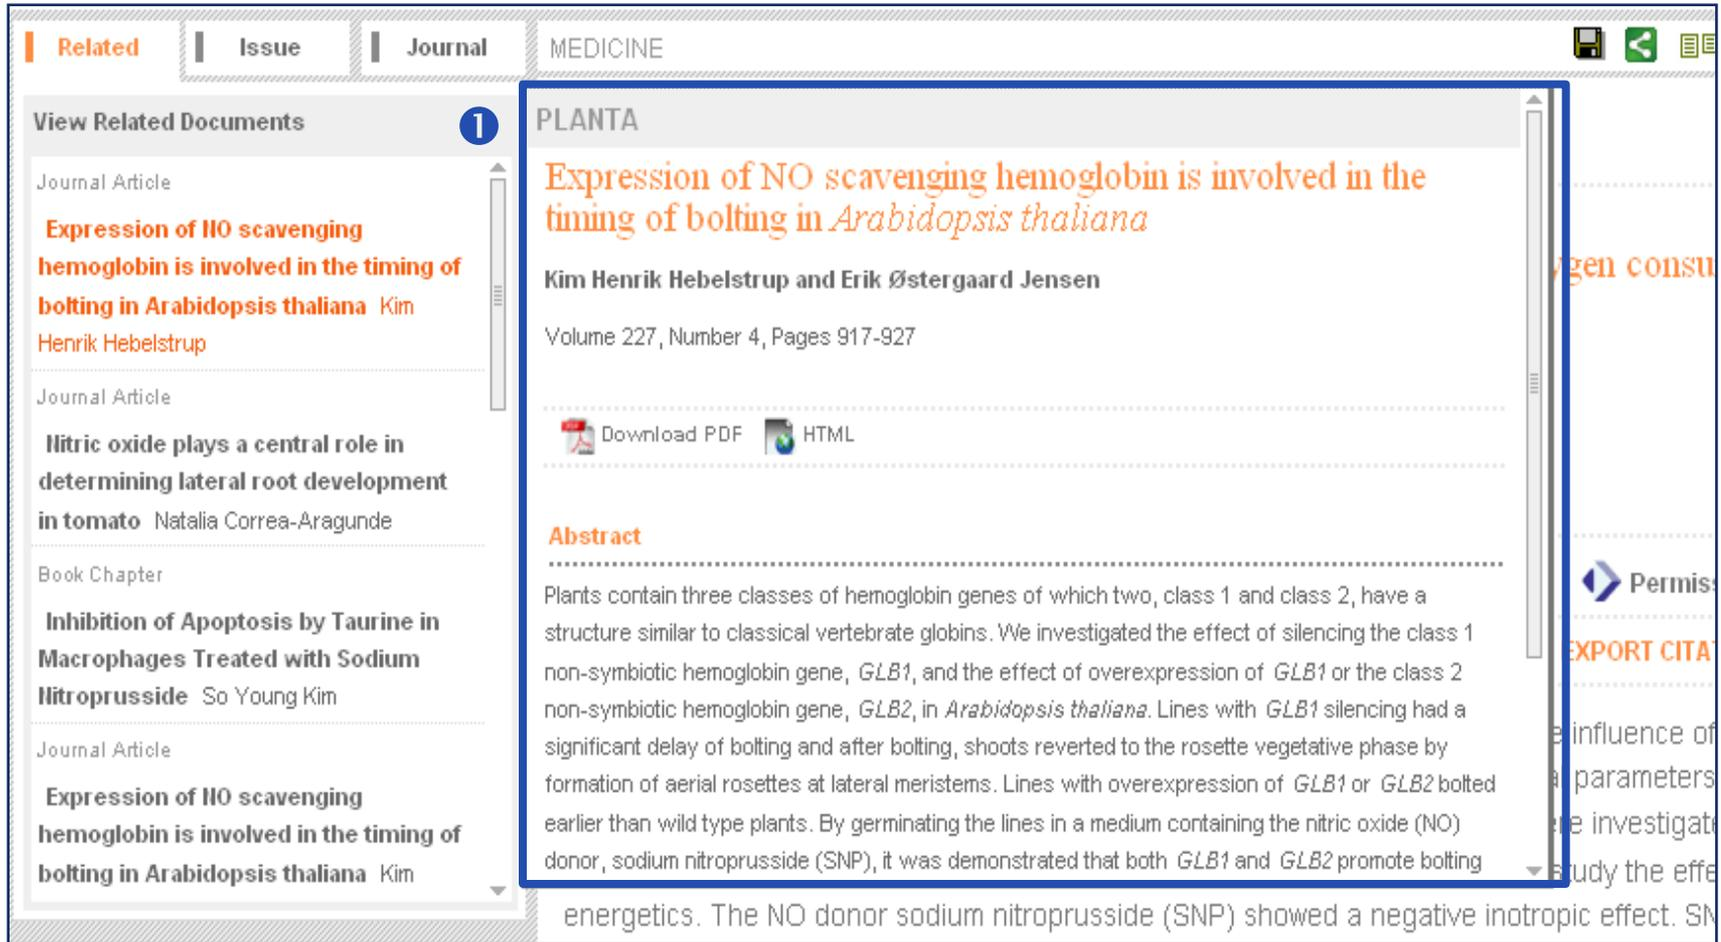 Related
Issue
Journal
MEDICINE
View Related Documents
1
Journal Article
Expression of NO scavenging
hemoglobin is involved in the timing of
bolting in Arabidopsis thaliana Kim
Henrik Hebelstrup
Journal Article
Nitric oxide plays a central role in
determining lateral root development
in tomato Natalia Correa-Aragunde
Book Chapter
Inhibition of Apoptosis by Taurine in
Macrophages Treated with Sodium
Nitroprusside So Young Kim
Journal Article
Expression of NO scavenging
hemoglobin is involved in the timing of
bolting in Arabidopsis thaliana Kim
PLANTA
Expression of NO scavenging hemoglobin is involved in the
timing of bolting in Arabidopsis thaliana
Kim Henrik Hebelstrup and Erik Østergaard Jensen
Volume 227, Number 4, Pages 917-927
Download PDF HTML
Abstract
Plants contain three classes of hemoglobin genes of which two, class 1 and class 2, have a
structure similar to classical vertebrate globins. We investigated the effect of silencing the class 1
non-symbiotic hemoglobin gene, GLB1, and the effect of overexpression of GLB1 or the class 2
non-symbiotic hemoglobin gene, GLB2, in Arabidopsis thaliana. Lines with GLB1 silencing had a
significant delay of bolting and after bolting, shoots reverted to the rosette vegetative phase by
formation of aerial rosettes at lateral meristems. Lines with overexpression of GLB1 or GLB2 bolted
earlier than wild type plants. By germinating the lines in a medium containing the nitric oxide (NO)
donor, sodium nitroprusside (SNP), it was demonstrated that both GLB1 and GLB2 promote bolting
ygen consu
Permiss
EXPORT CITA
influence of
parameters
investigate
study the effe
energetics. The NO donor sodium nitroprusside (SNP) showed a negative inotropic effect. SN